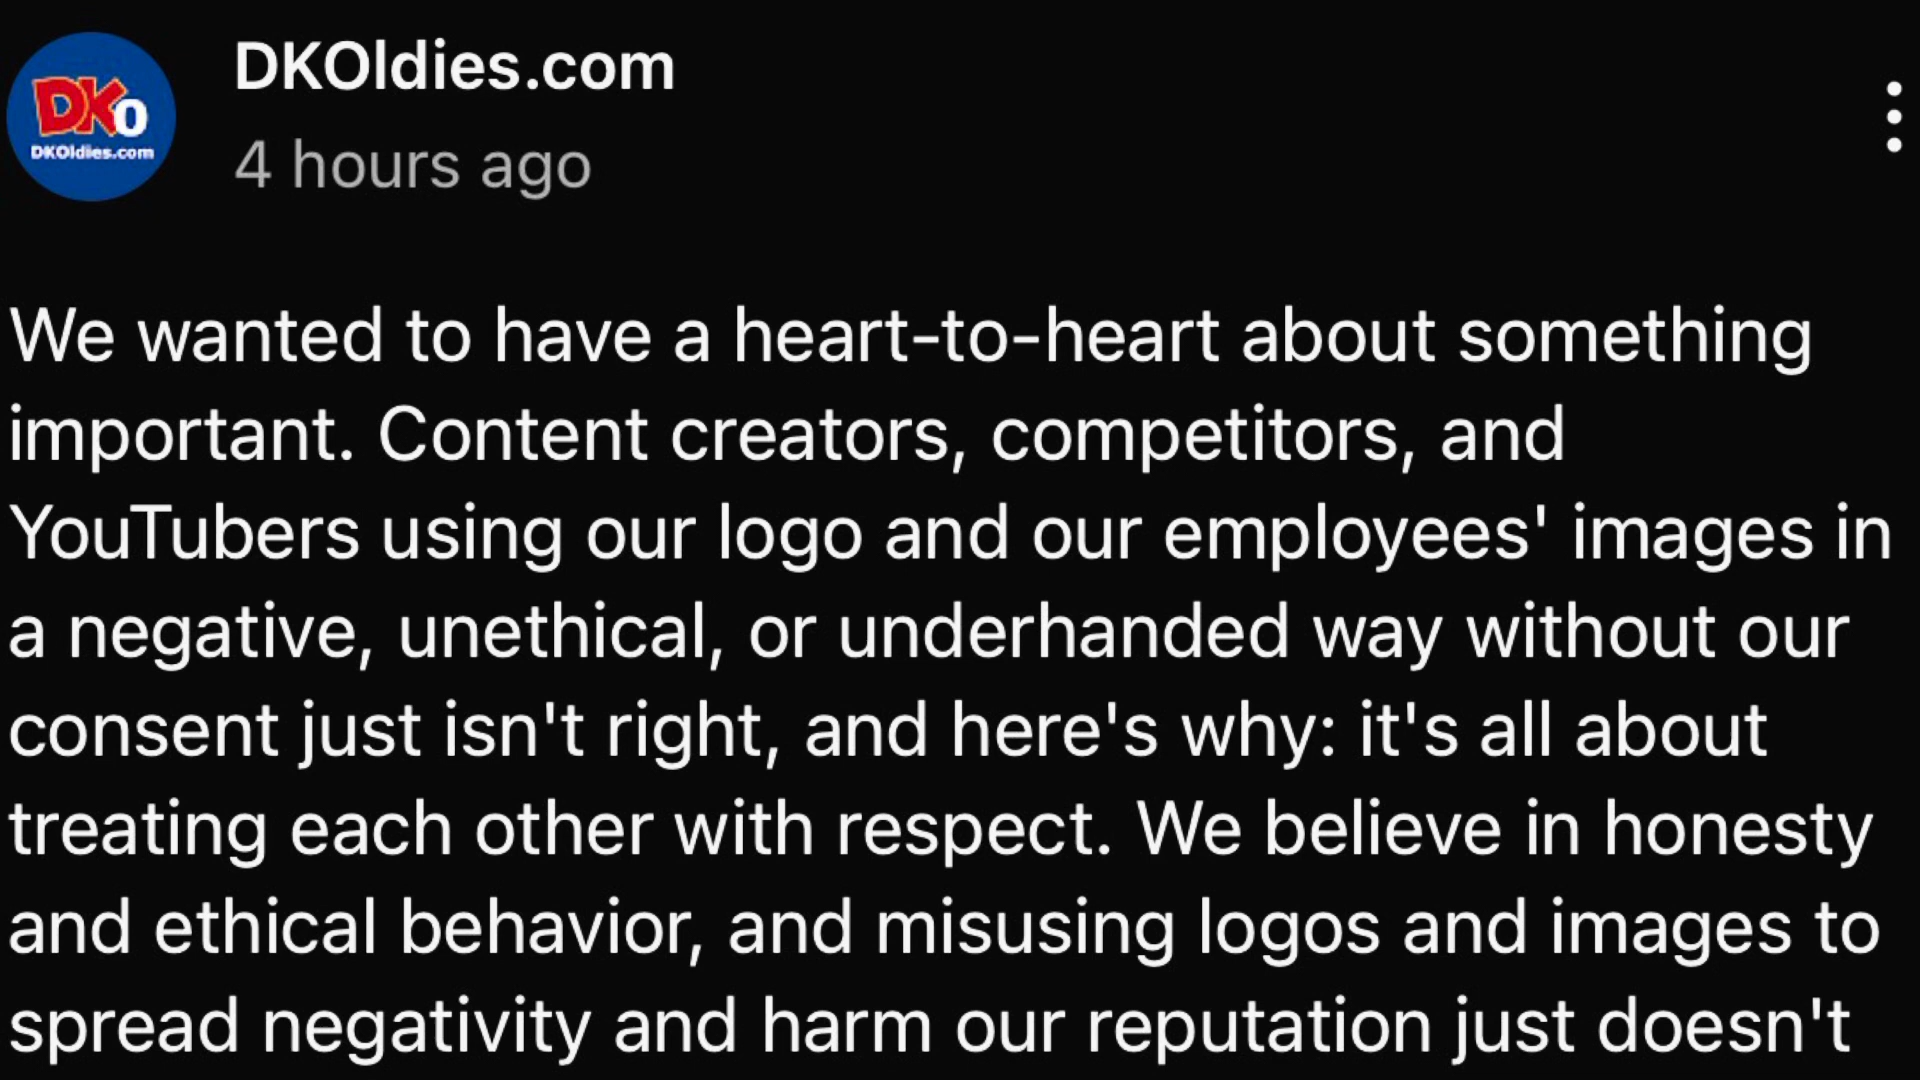 DKO
DKOldies.com
DKOldies.com
4 hours ago
We wanted to have a heart-to-heart about something
important. Content creators, competitors, and
YouTubers using our logo and our employees' images in
a negative, unethical, or underhanded way without our
consent just isn't right, and here's why: it's all about
treating each other with respect. We believe in honesty
and ethical behavior, and misusing logos and images to
spread negativity and harm our reputation just doesn't